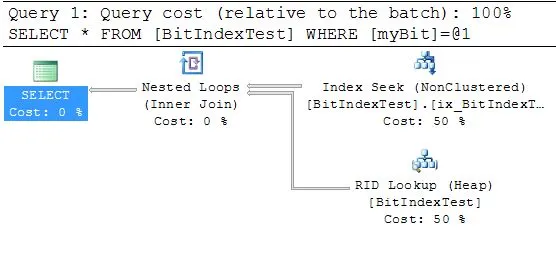 Query 1: Query cost (relative to the batch): 100%
SELECT * FROM [BitIndexTest] WHERE [myBit]=@1
SELECT
Cost: 0 %
Nested Loops
(Inner Join)
Cost: 0 %
Index Seek (NonClustered)
[BitIndexTest].[ix_BitIndexT…
Cost: 50 %
RID Lookup (Heap)
[BitIndexTest]
Cost: 50 %